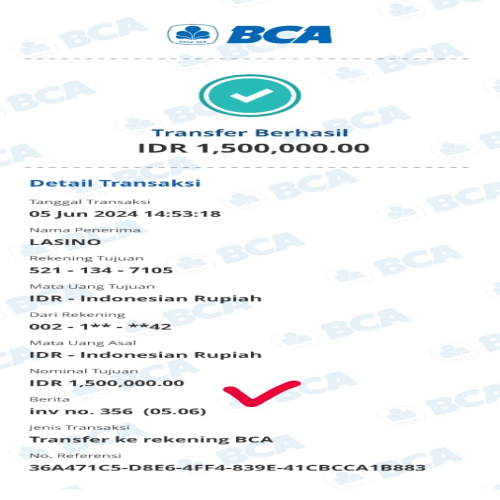 BCA
Transfer Berhasil
IDR 1,500,000.00
Detail Transaksi
Tanggal Transaksi
05 Jun 2024 14:53:18
Nama Penerima
LASINO
Rekening Tujuan
521 - 134 - 7105
Mata Uang Tujuan
IDR - Indonesian Rupiah
Dari Rekening
002 - 1** - **42
Mata Uang Asal
IDR - Indonesian Rupiah
Nominal Tujuan
IDR 1,500,000.00
Berita
inv no. 356 (05.06)
Jenis Transaksi
Transfer ke rekening BCA
No. Referensi
36A471C5-D8E6-4FF4-839E-41CBCCA1B883